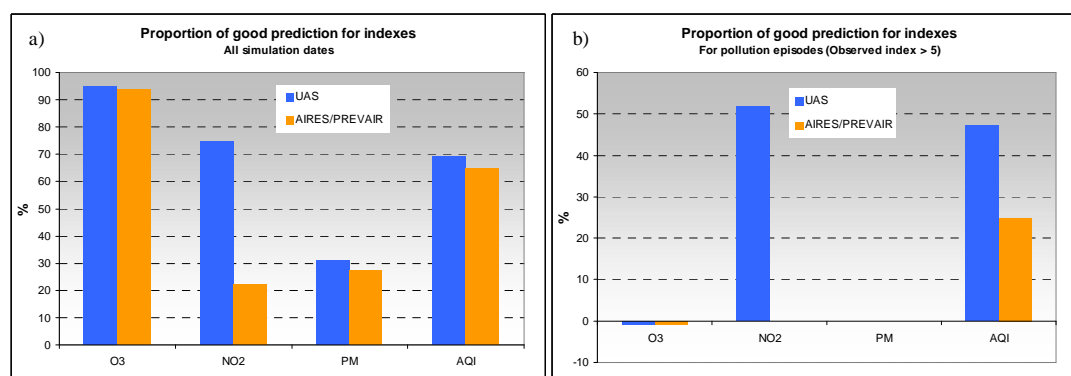 a)
Proportion of good prediction for indexes
All simulation dates
UAS
AIRES/PREVAIR
100
90
80
70
60
50
40
30
20
10
0
%
O3 NO2 PM AQI
b)
Proportion of good prediction for indexes
For pollution episodes (Observed index > 5)
UAS
AIRES/PREVAIR
60
50
40
30
20
10
0
-10
%
O3 NO2 PM AQI